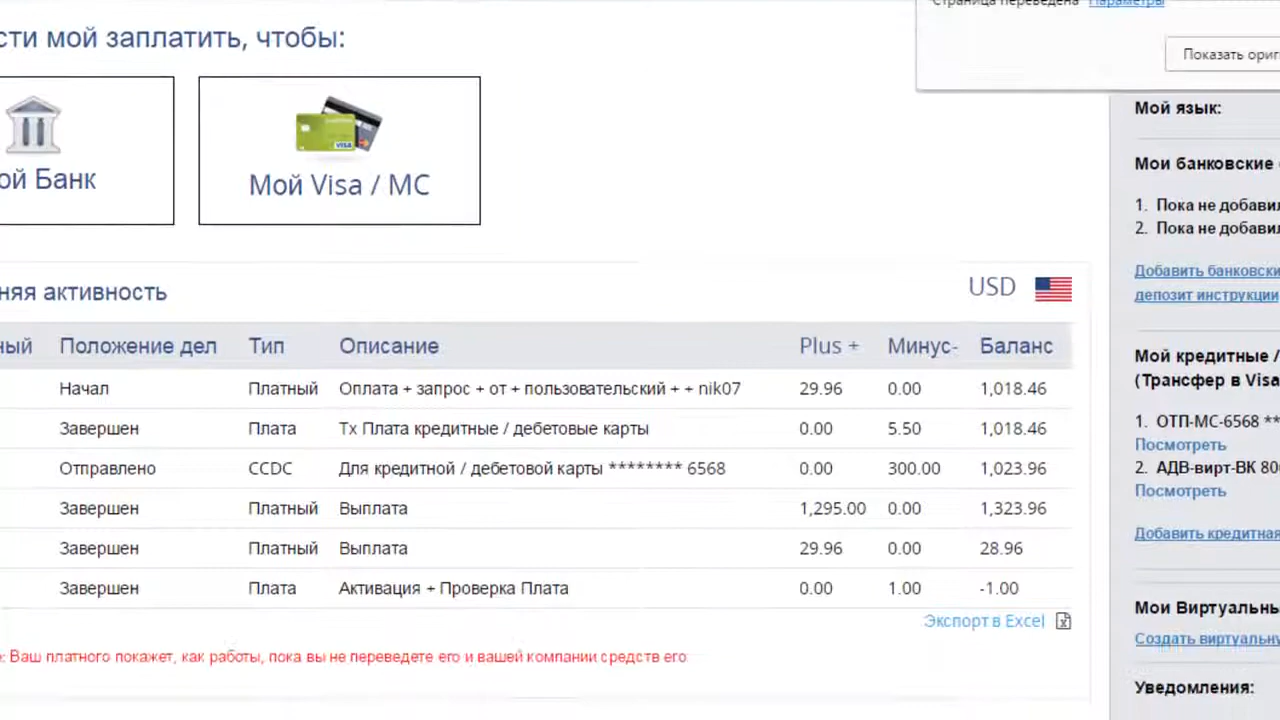 Страница переведена Параметры
Показать ориги
сти мой заплатить, чтобы:
ой Банк
Мой Visa / MC
няя активность
USD
ный Положение дел Тип Описание Plus + Минус- Баланс
Начал Платный Оплата + запрос + от + пользовательский + + nik07 29.96 0.00 1,018.46
Завершен Плата Тх Плата кредитные / дебетовые карты 0.00 5.50 1,018.46
Отправлено CCDC Для кредитной / дебетовой карты ******** 6568 0.00 300.00 1,023.96
Завершен Платный Выплата 1,295.00 0.00 1,323.96
Завершен Платный Выплата 29.96 0.00 28.96
Завершен Плата Активация + Проверка Плата 0.00 1.00 -1.00
Экспорт в Excel
: Ваш платного покажет, как работы, пока вы не переведете его и вашей компании средств его
Мой язык:
Мои банковские
1. Пока не добавил
2. Пока не добавил
Добавить банковски
депозит инструкции
Мой кредитные /
(Трансфер в Visa
1. ОТП-МС-6568 **
Посмотреть
2. АДВ-вирт-ВК 80
Посмотреть
Добавить кредитная
Мои Виртуальны
Создать виртуальну
Уведомления: